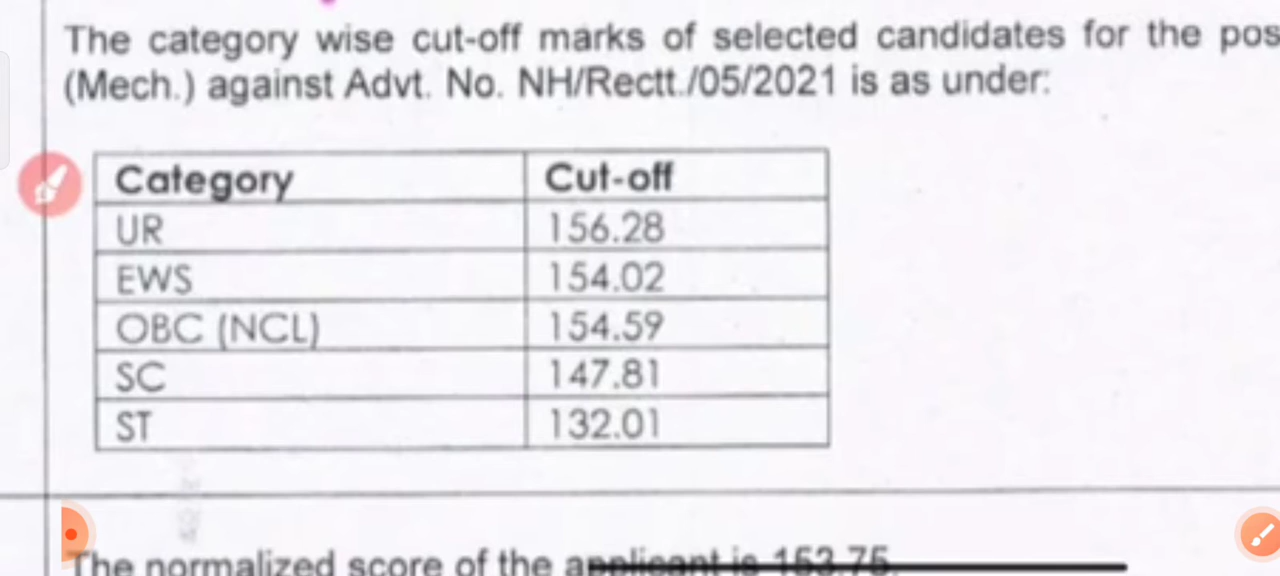 The category wise cut-off marks of selected candidates for the pos
(Mech.) against Advt. No. NH/Rectt./05/2021 is as under:
Category Cut-off
UR 156.28
EWS 154.02
OBC (NCL) 154.59
SC 147.81
ST 132.01
The normalized score of the applicant is 153.75.